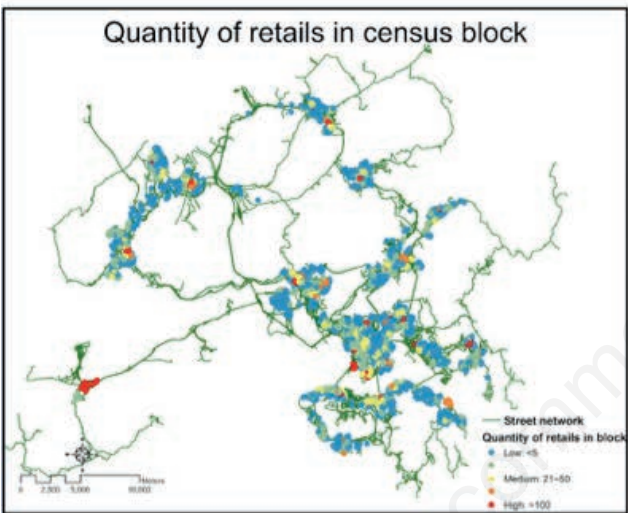 Quantity of retails in census block
Street network
Quantity of retails in block
Low: <5
Medium: 21-50
High: >100
Meters
0 2,500 5,000 10,000